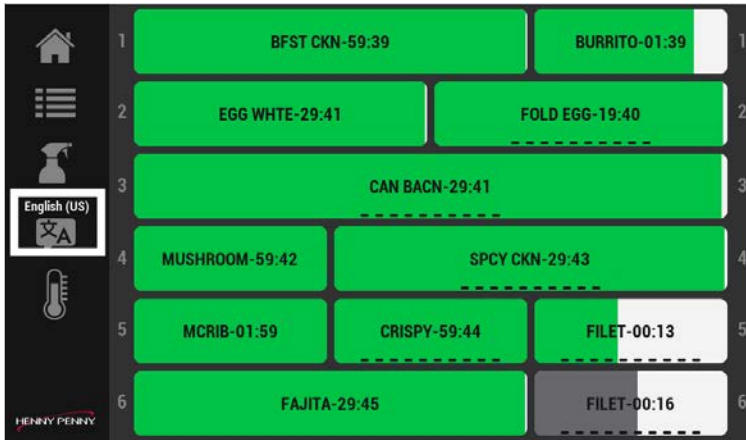 1 BFST CKN-59:39 BURRITO-01:39 1
2 EGG WHTE-29:41 FOLD EGG-19:40 2
3 CAN BACN-29:41 3
English (US)
文A
4 MUSHROOM-59:42 SPCY CKN-29:43 4
5 MCRIB-01:59 CRISPY-59:44 FILET-00:13 5
6 FAJITA-29:45 FILET-00:16 6
HENNY PENNY